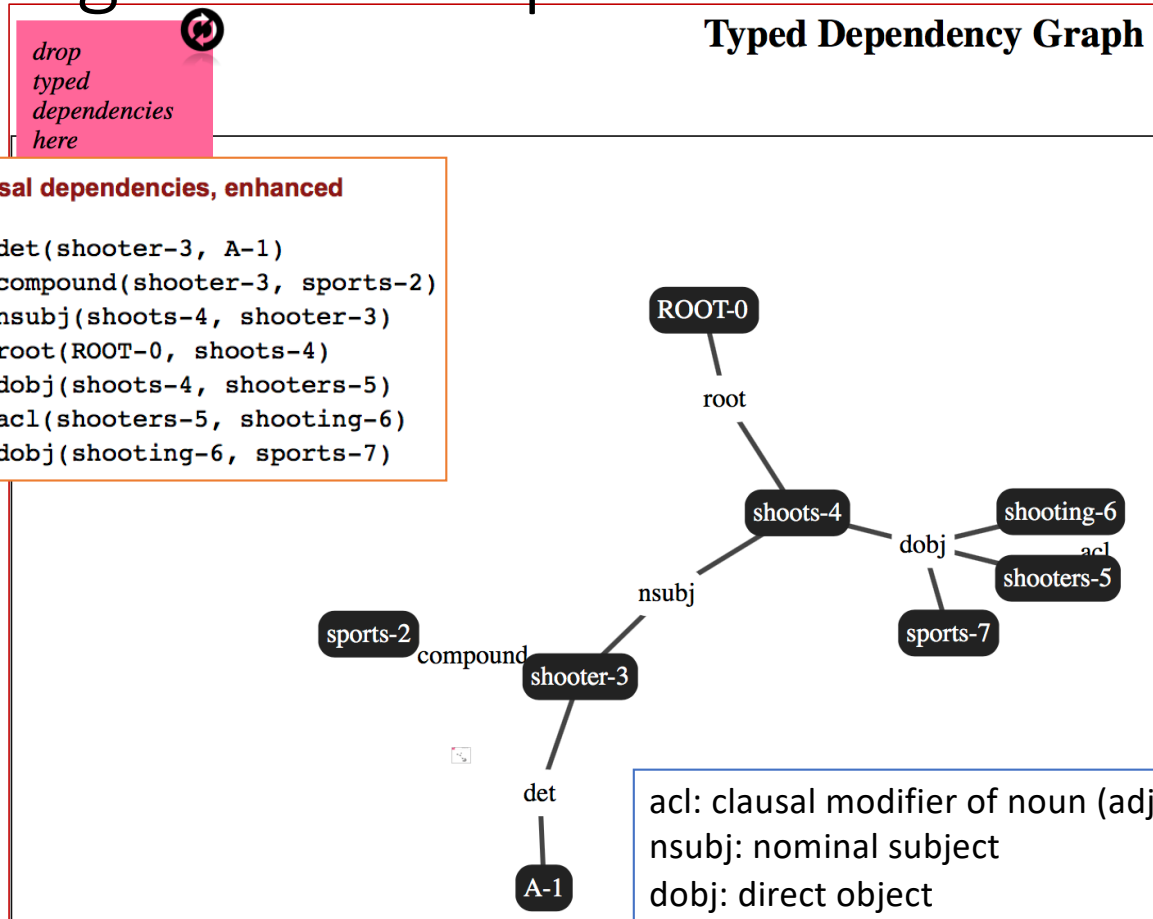 Typed Dependency Graph
drop
typed
dependencies
here
sal dependencies, enhanced
det(shooter-3, A-1)
compound(shooter-3, sports-2)
nsubj(shoots-4, shooter-3)
root(ROOT-0, shoots-4)
dobj(shoots-4, shooters-5)
acl(shooters-5, shooting-6)
dobj(shooting-6, sports-7)
ROOT-0
root
shoots-4
shooting-6
dobj
acl
shooters-5
nsubj
sports-2
sports-7
compound
shooter-3
det
A-1
acl: clausal modifier of noun (adj
nsubj: nominal subject
dobj: direct object